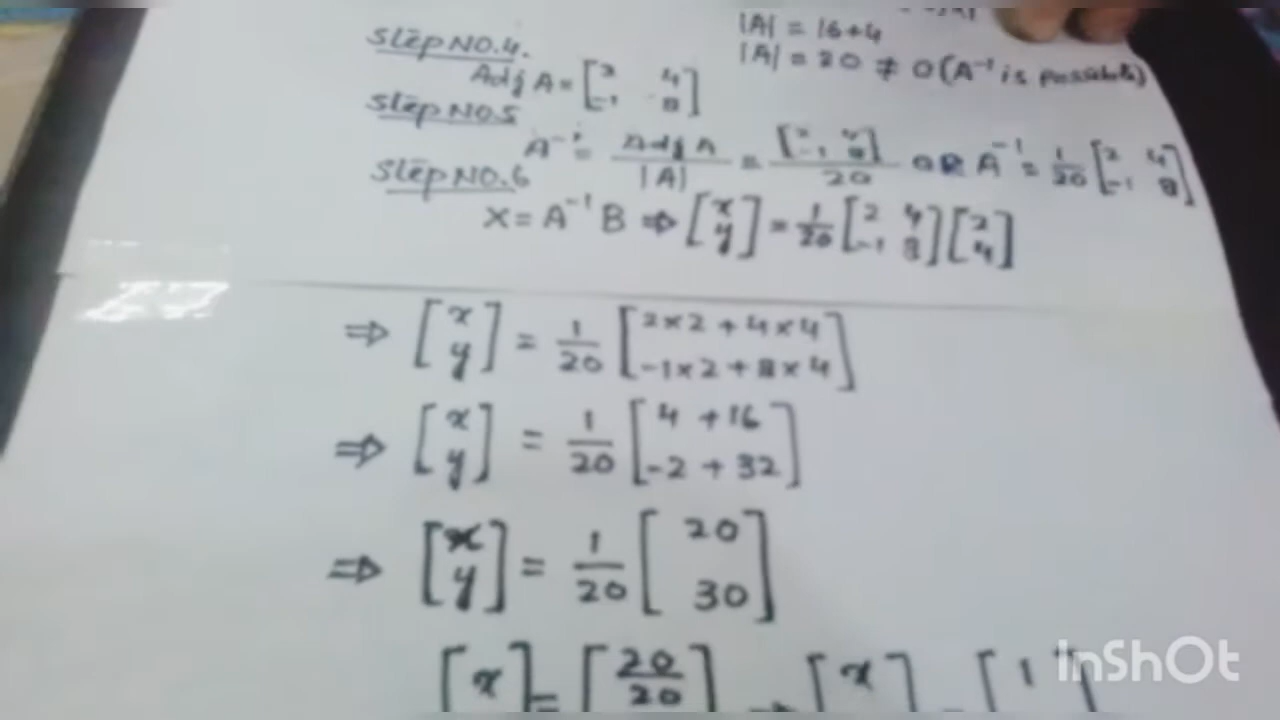 |A| = 16+4
Step NO.4.
|A| = 20 ≠ 0 (A⁻¹ is possible)
Adj A = [2 4
-1 8]
Step NO.5
A⁻¹ = Adj A / |A| = [2 4 -1 8] / 20 OR A⁻¹ = 1/20 [2 4 -1 8]
Step NO.6
X = A⁻¹ B ⇒ [x y] = 1/20 [2 4 -1 8] [2 4]
⇒ [x y] = 1/20 [2×2 + 4×4
-1×2 + 8×4]
⇒ [x y] = 1/20 [4 + 16
-2 + 32]
⇒ [x y] = 1/20 [20
30]
[x] = [20/20] ⇒ [x] = [1]
InShOt